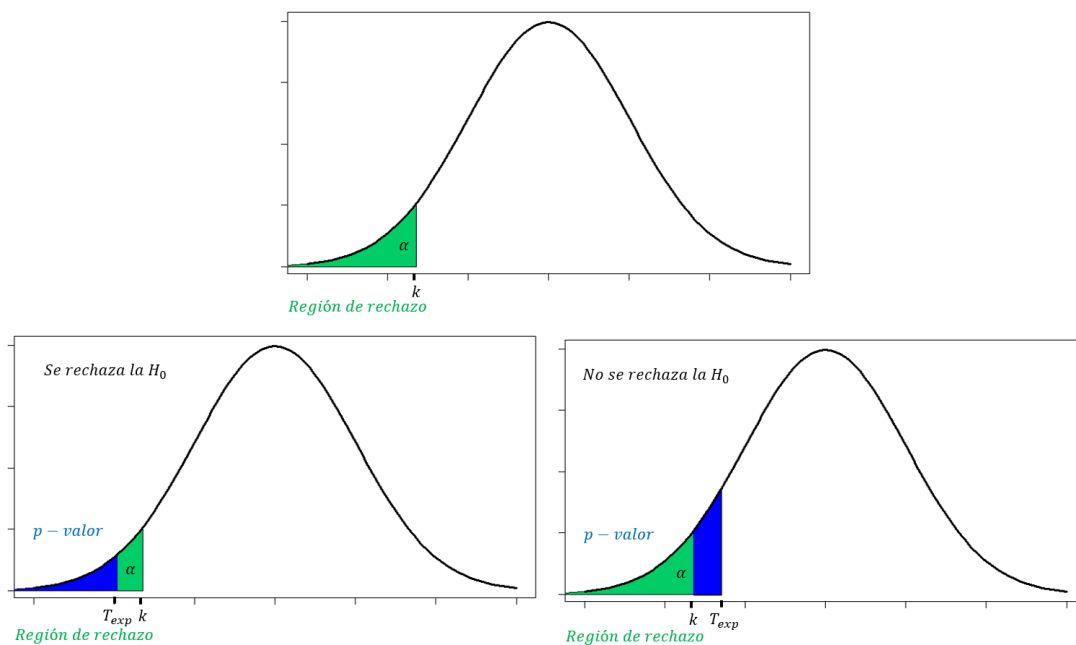 α
k
Región de rechazo
Se rechaza la H₀
p − valor
α
Tₑₓₚ k
Región de rechazo
No se rechaza la H₀
p − valor
α
k Tₑₓₚ
Región de rechazo